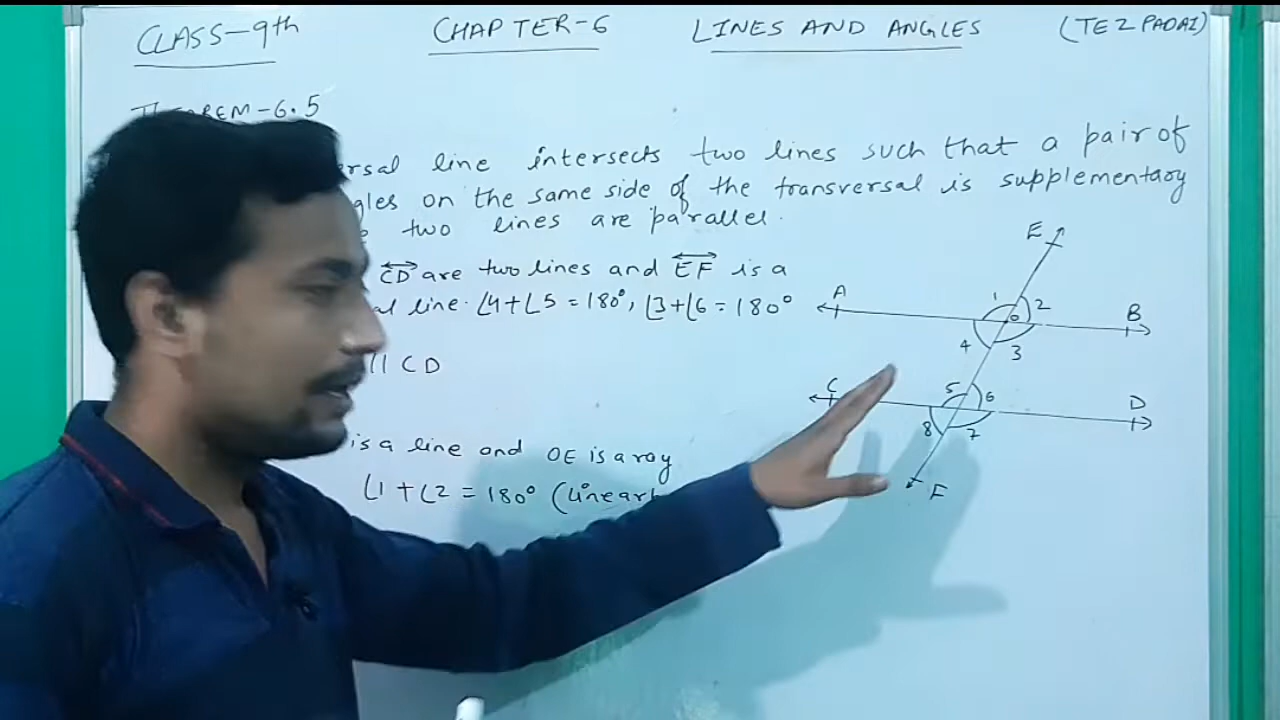 CLASS-9th CHAPTER-6 LINES AND ANGLES (TEZ PADAI)
THEOREM-6.5
line intersects two lines such that a pair of
on the same side of the transversal is supplementary
two lines are parallel.
CD are two lines and EF is a
line. ∠4+∠5=180°, ∠3+∠6=180°
|| CD
is a line and OE is a ray
∠1+∠2=180° (Linear
E
A 1 2 B
O
4 3
C 5 6 D
8 7
F